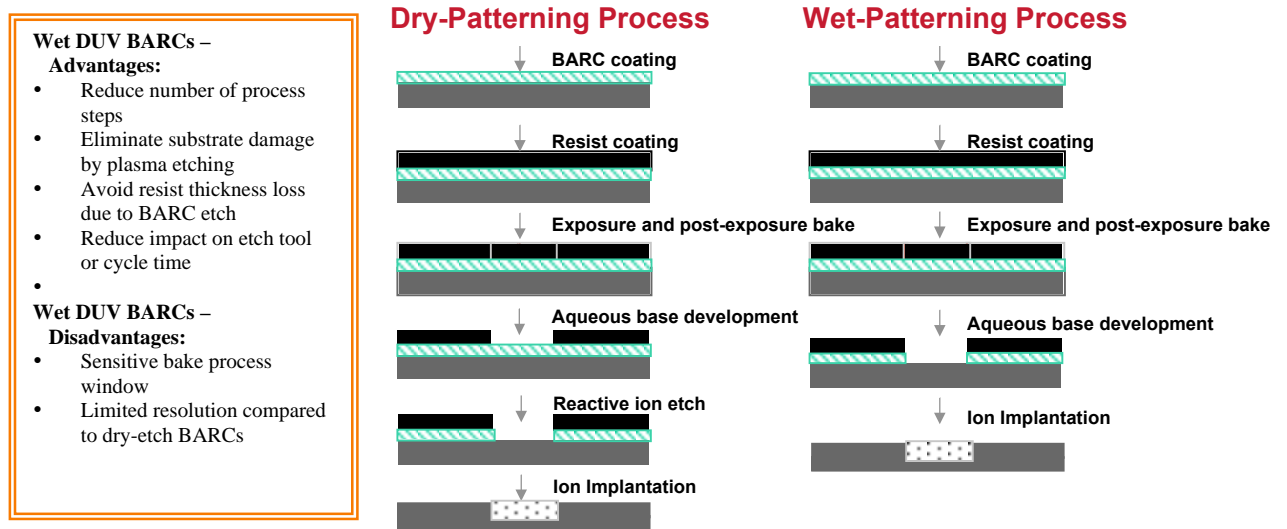 Wet DUV BARCs –
Advantages:
• Reduce number of process
steps
• Eliminate substrate damage
by plasma etching
• Avoid resist thickness loss
due to BARC etch
• Reduce impact on etch tool
or cycle time
•
Wet DUV BARCs –
Disadvantages:
• Sensitive bake process
window
• Limited resolution compared
to dry-etch BARCs
Dry-Patterning Process
BARC coating
Resist coating
Exposure and post-exposure bake
Aqueous base development
Reactive ion etch
Ion Implantation
Wet-Patterning Process
BARC coating
Resist coating
Exposure and post-exposure bake
Aqueous base development
Ion Implantation